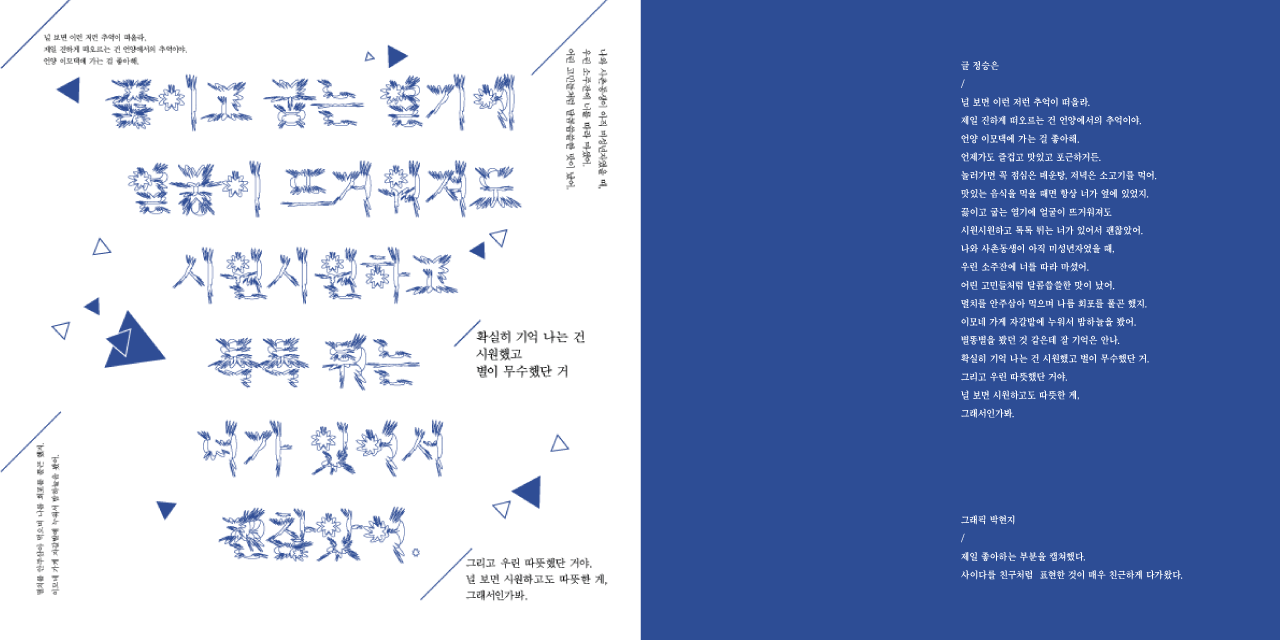 널 보면 이런 저런 추억이 떠올라.
제일 진하게 떠오르는 건 언양에서의 추억이야.
언양 이모댁에 가는 걸 좋아해.
나와 사촌동생이 아직 미성년자였을 때,
우린 소주잔에 너를 따라 마셨어.
어린 고민들처럼 달콤씁쓸한 맛이 났어.
끓이고 굽는 열기에
얼굴이 뜨거워져도
시원시원하고
톡톡 튀는
너가 있어서
괜찮았어.
확실히 기억 나는 건
시원했고
별이 무수했단 거
멸치를 안주삼아 먹으며 나름 회포를 풀곤 했지.
이모네 가게 자갈밭에 누워서 밤하늘을 봤어.
그리고 우린 따뜻했단 거야.
널 보면 시원하고도 따뜻한 게,
그래서인가봐.
글 정승은
/
널 보면 이런 저런 추억이 떠올라.
제일 진하게 떠오르는 건 언양에서의 추억이야.
언양 이모댁에 가는 걸 좋아해.
언제가도 즐겁고 맛있고 포근하거든.
놀러가면 꼭 점심은 매운탕, 저녁은 소고기를 먹어.
맛있는 음식을 먹을 때면 항상 너가 옆에 있었지.
끓이고 굽는 열기에 얼굴이 뜨거워져도
시원시원하고 톡톡 튀는 너가 있어서 괜찮았어.
나와 사촌동생이 아직 미성년자였을 때,
우린 소주잔에 너를 따라 마셨어.
어린 고민들처럼 달콤씁쓸한 맛이 났어.
멸치를 안주삼아 먹으며 나름 회포를 풀곤 했지.
이모네 가게 자갈밭에 누워서 밤하늘을 봤어.
별똥별을 봤던 것 같은데 잘 기억은 안나.
확실히 기억 나는 건 시원했고 별이 무수했단 거.
그리고 우린 따뜻했단 거야.
널 보면 시원하고도 따뜻한 게,
그래서인가봐.
그래픽 박현지
/
제일 좋아하는 부분을 캡쳐했다.
사이다를 친구처럼 표현한 것이 매우 친근하게 다가왔다.